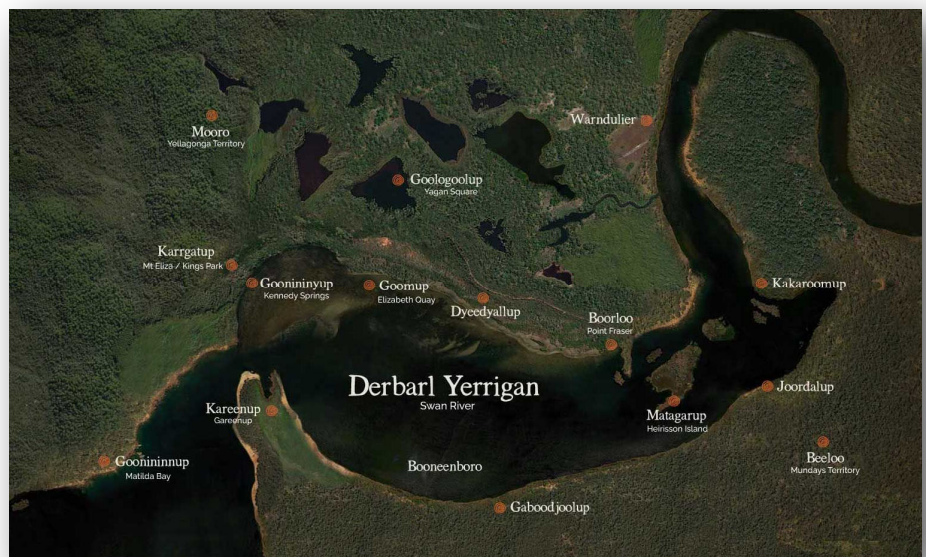 Warndulier
Mooro
Yellagonga Territory
Goologoolup
Yagan Square
Karrgatup
Mt Eliza / Kings Park
Goonininyup
Kennedy Springs
Goomup
Elizabeth Quay
Kakaroomup
Dyeedyallup
Boorloo
Point Fraser
Derbarl Yerrigan
Swan River
Joordalup
Kareenup
Gareenup
Matagarup
Heirisson Island
Goonininnup
Matilda Bay
Booneenboro
Beeloo
Mundays Territory
Gaboodjoolup